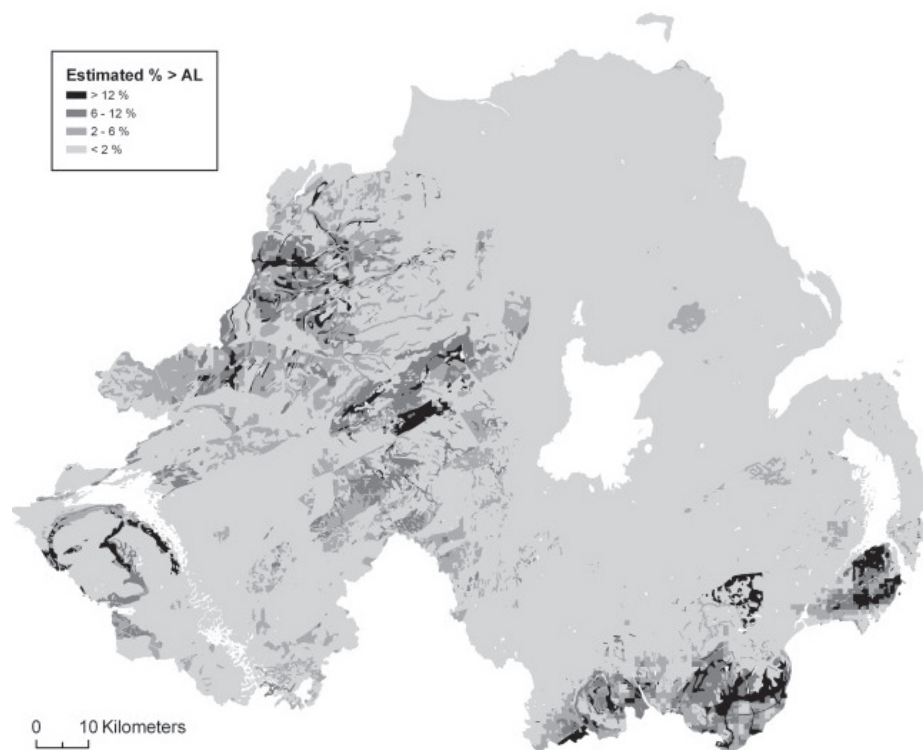 Estimated % > AL
> 12 %
6 - 12 %
2 - 6 %
< 2 %
0 10 Kilometers